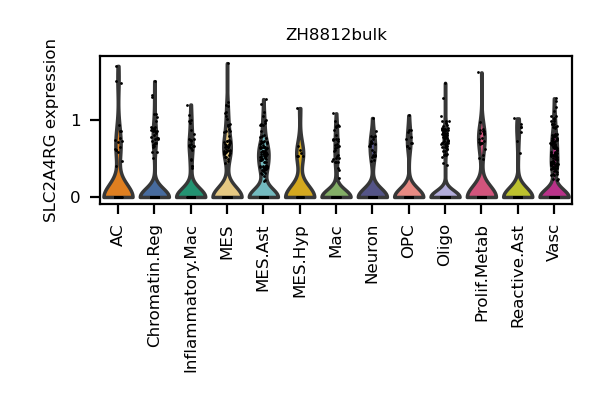 ZH8812bulk
SLC2A4RG expression
1
0
AC
Chromatin.Reg
Inflammatory.Mac
MES
MES.Ast
MES.Hyp
Mac
Neuron
OPC
Oligo
Prolif.Metab
Reactive.Ast
Vasc